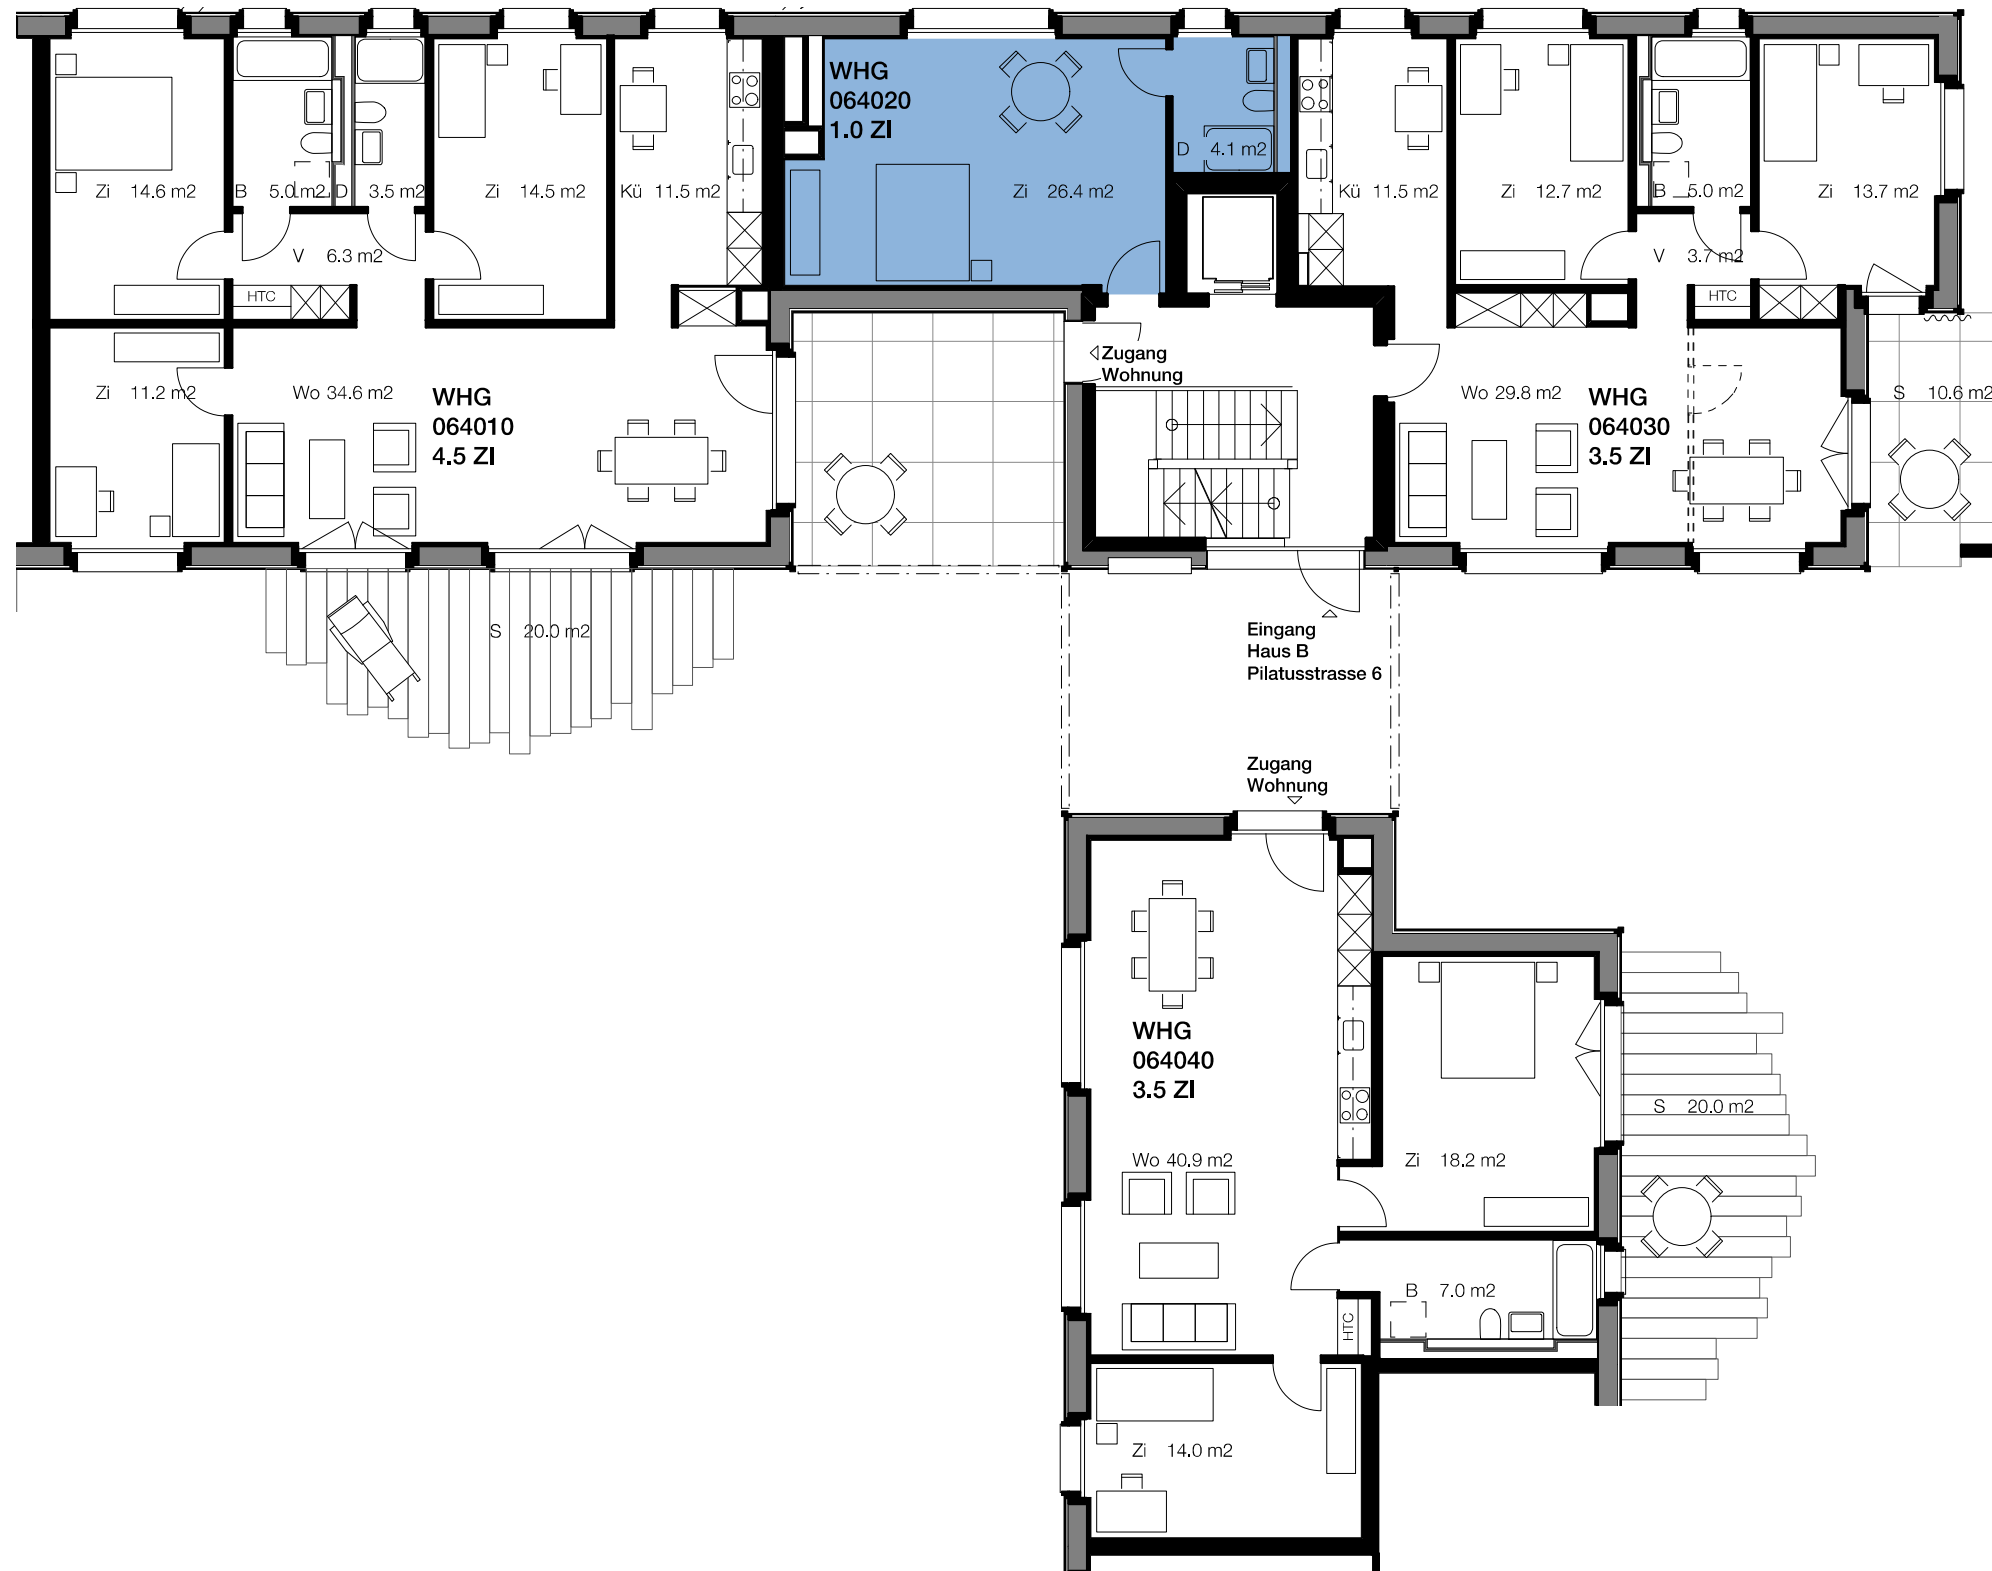 WHG
064020
1.0 ZI
D 4.1 m2
Zi 14.6 m2
B 5.0 m2
D 3.5 m2
Zi 14.5 m2
Kü 11.5 m2
Zi 26.4 m2
Kü 11.5 m2
Zi 12.7 m2
B 5.0 m2
Zi 13.7 m2
V 6.3 m2
V 3.7 m2
HTC
HTC
Zugang
Wohnung
Zi 11.2 m2
Wo 34.6 m2
WHG
064010
4.5 ZI
Wo 29.8 m2
WHG
064030
3.5 ZI
S 10.6 m2
S 20.0 m2
Eingang
Haus B
Pilatusstrasse 6
Zugang
Wohnung
WHG
064040
3.5 ZI
S 20.0 m2
Wo 40.9 m2
Zi 18.2 m2
B 7.0 m2
HTC
Zi 14.0 m2